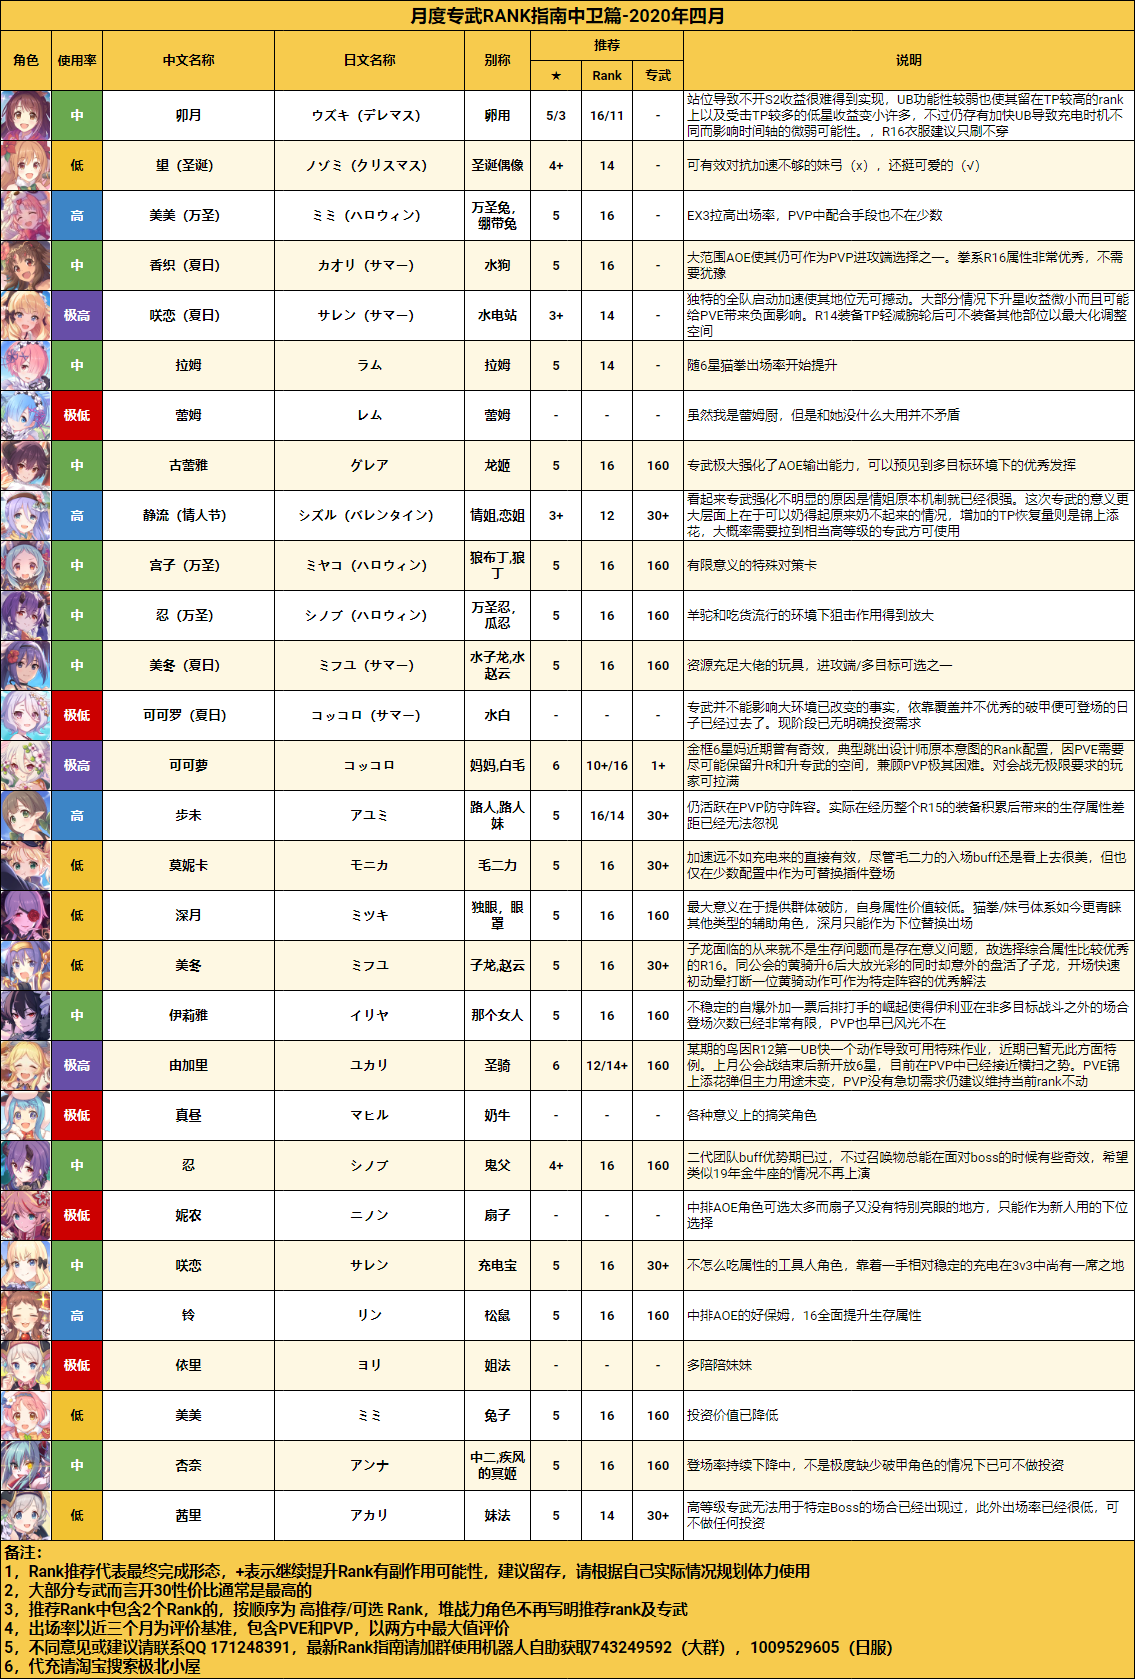 月度专武RANK指南中卫篇-2020年四月
角色 使用率 中文名称 日文名称 别称 推荐 说明
★ Rank 专武
中 卯月 ウズキ（デレマス） 卵用 5/3 16/11 - 站位导致不开S2收益很难得到实现，UB功能性较弱也使其留在TP较高的rank
上以及受击TP较多的低星收益变小许多，不过仍存有加快UB导致充电时机不
同而影响时间轴的微弱可能性。，R16衣服建议只刷不穿
低 望（圣诞） ノゾミ（クリスマス） 圣诞偶像 4+ 14 - 可有效对抗加速不够的妹弓（x），还挺可爱的（√）
高 美美（万圣） ミミ（ハロウィン） 万圣兔，
绷带兔 5 16 - EX3拉高出场率，PVP中配合手段也不在少数
中 香织（夏日） カオリ（サマー） 水狗 5 16 - 大范围AOE使其仍可作为PVP进攻端选择之一。拳系R16属性非常优秀，不需
要犹豫
极高 咲恋（夏日） サレン（サマー） 水电站 3+ 14 - 独特的全队启动加速使其地位无可撼动。大部分情况下升星收益微小而且可能
给PVE带来负面影响。R14装备TP轻减腕轮后可不装备其他部位以最大化调整
空间
中 拉姆 ラム 拉姆 5 14 - 随6星猫拳出场率开始提升
极低 蕾姆 レム 蕾姆 - - - 虽然我是蕾姆厨，但是和她没什么大用并不矛盾
中 古蕾雅 グレア 龙姬 5 16 160 专武极大强化了AOE输出能力，可以预见到多目标环境下的优秀发挥
高 静流（情人节） シズル（バレンタイン） 情姐,恋姐 3+ 12 30+ 看起来专武强化不明显的原因是情姐原本机制就已经很强。这次专武的意义更
大层面上在于可以奶得起原来奶不起来的情况，增加的TP恢复量则是锦上添
花，大概率需要拉到相当高等级的专武方可使用
中 宫子（万圣） ミヤコ（ハロウィン） 狼布丁,狼
丁 5 16 160 有限意义的特殊对策卡
中 忍（万圣） シノブ（ハロウィン） 万圣忍，
瓜忍 5 16 160 羊驼和吃货流行的环境下狙击作用得到放大
中 美冬（夏日） ミフユ（サマー） 水子龙,水
赵云 5 16 160 资源充足大佬的玩具，进攻端/多目标可选之一
极低 可可罗（夏日） コッコロ（サマー） 水白 - - - 专武并不能影响大环境已改变的事实，依靠覆盖并不优秀的破甲便可登场的日
子已经过去了。现阶段已无明确投资需求
极高 可可萝 コッコロ 妈妈,白毛 6 10+/16 1+ 金框6星妈近期曾有奇效，典型跳出设计师原本意图的Rank配置，因PVE需要
尽可能保留升R和升专武的空间，兼顾PVP极其困难。对会战无极限要求的玩
家可拉满
高 步未 アユミ 路人,路人
妹 5 16/14 30+ 仍活跃在PVP防守阵容。实际在经历整个R15的装备积累后带来的生存属性差
距已经无法忽视
低 莫妮卡 モニカ 毛二力 5 16 30+ 加速远不如充电来的直接有效，尽管毛二力的入场buff还是看上去很美，但也
仅在少数配置中作为可替换插件登场
低 深月 ミツキ 独眼，眼
罩 5 16 160 最大意义在于提供群体破防，自身属性价值较低。猫拳/妹弓体系如今更青睐
其他类型的辅助角色，深月只能作为下位替换出场
低 美冬 ミフユ 子龙,赵云 5 16 30+ 子龙面临的从来就不是生存问题而是存在意义问题，故选择综合属性比较优秀
的R16。同公会的黄骑升6后大放光彩的同时却意外的盘活了子龙，开场快速
初动晕打断一位黄骑动作可作为特定阵容的优秀解法
中 伊莉雅 イリヤ 那个女人 5 16 160 不稳定的自爆外加一票后排打手的崛起使得伊利亚在非多目标战斗之外的场合
登场次数已经非常有限，PVP也早已风光不在
极高 由加里 ユカリ 圣骑 6 12/14+ 160 某期的鸟因R12第一UB快一个动作导致可用特殊作业，近期已暂无此方面特
例。上月公会战结束后新开放6星，目前在PVP中已经接近横扫之势。PVE锦
上添花弹但主力用途未变，PVP没有急切需求仍建议维持当前rank不动
极低 真昼 マヒル 奶牛 - - - 各种意义上的搞笑角色
中 忍 シノブ 鬼父 4+ 16 160 二代团队buff优势期已过，不过召唤物总能在面对boss的时候有些奇效，希望
类似19年金牛座的情况不再上演
极低 妮农 ニノン 扇子 - - - 中排AOE角色可选太多而扇子又没有特别亮眼的地方，只能作为新人用的下位
选择
中 咲恋 サレン 充电宝 5 16 30+ 不怎么吃属性的工具人角色，靠着一手相对稳定的充电在3v3中尚有一席之地
高 铃 リン 松鼠 5 16 160 中排AOE的好保姆，16全面提升生存属性
极低 依里 ヨリ 姐法 - - - 多陪陪妹妹
低 美美 ミミ 兔子 5 16 160 投资价值已降低
中 杏奈 アンナ 中二,疾风
的冥姬 5 16 160 登场率持续下降中，不是极度缺少破甲角色的情况下已可不做投资
低 茜里 アカリ 妹法 5 14 30+ 高等级专武无法用于特定Boss的场合已经出现过，此外出场率已经很低，可
不做任何投资
备注：
1，Rank推荐代表最终完成形态，+表示继续提升Rank有副作用可能性，建议留存，请根据自己实际情况规划体力使用
2，大部分专武而言开30性价比通常是最高的
3，推荐Rank中包含2个Rank的，按顺序为 高推荐/可选 Rank，堆战力角色不再写明推荐rank及专武
4，出场率以近三个月为评价基准，包含PVE和PVP，以两方中最大值评价
5，不同意见或建议请联系QQ 171248391，最新Rank指南请加群使用机器人自助获取743249592（大群），1009529605（日服）
6，代充请淘宝搜索极北小屋